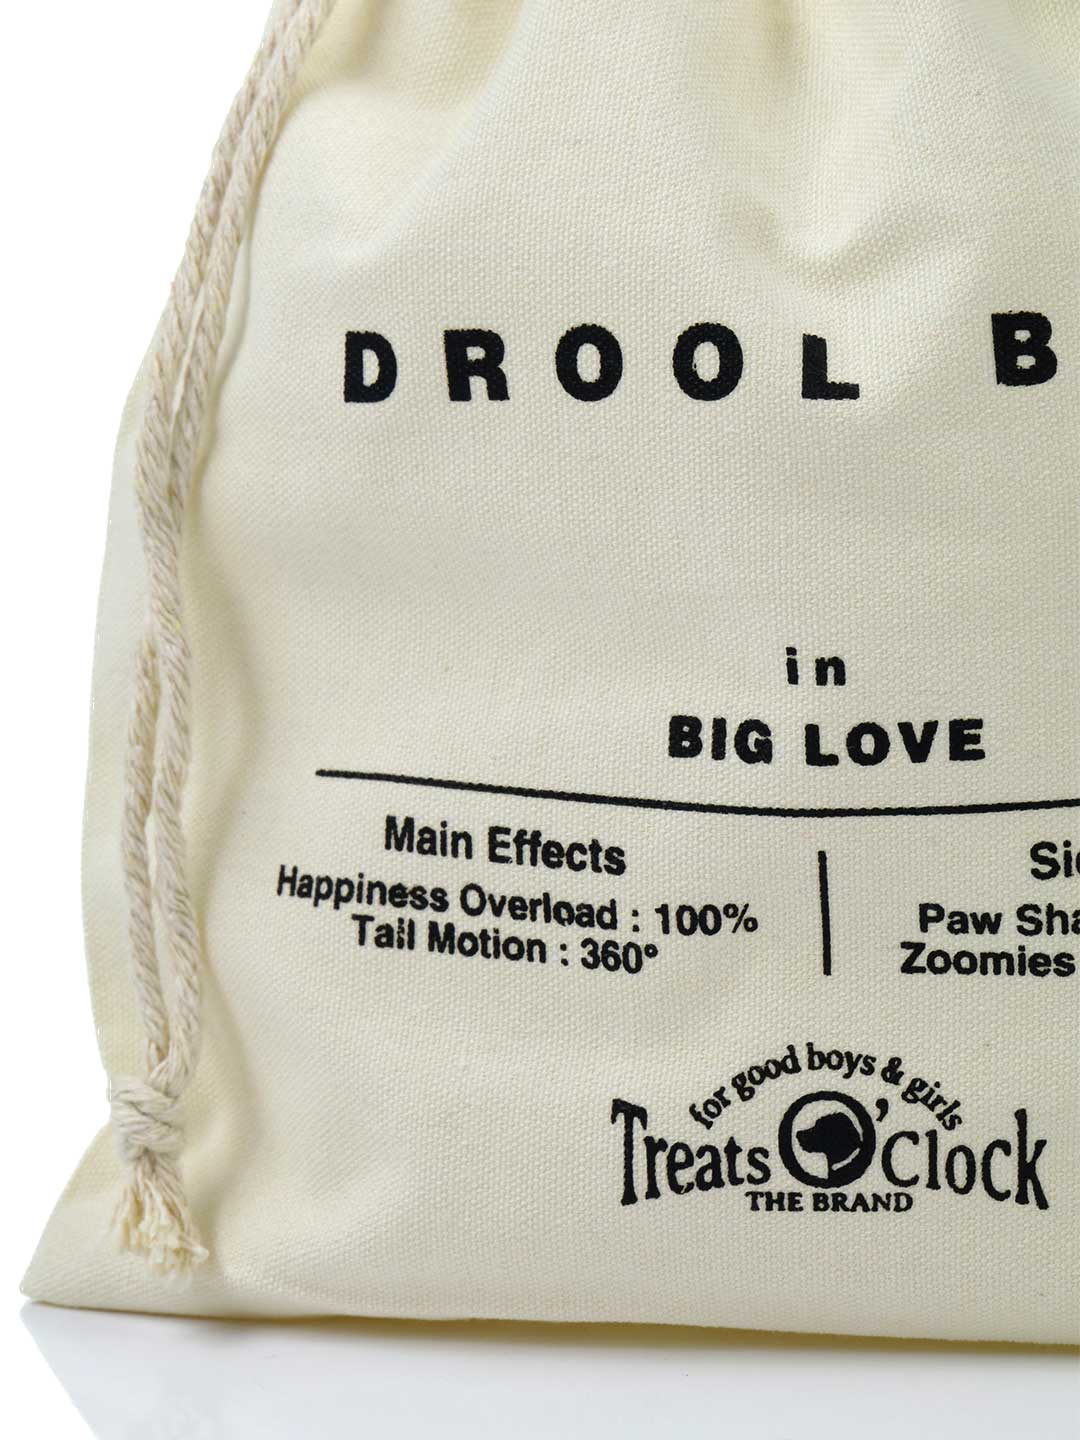 DROOL B
in
BIG LOVE
Main Effects
Happiness Overload : 100%
Tail Motion : 360°
Paw
Zoomies
for good boys & girls
Treats O'Clock
THE BRAND